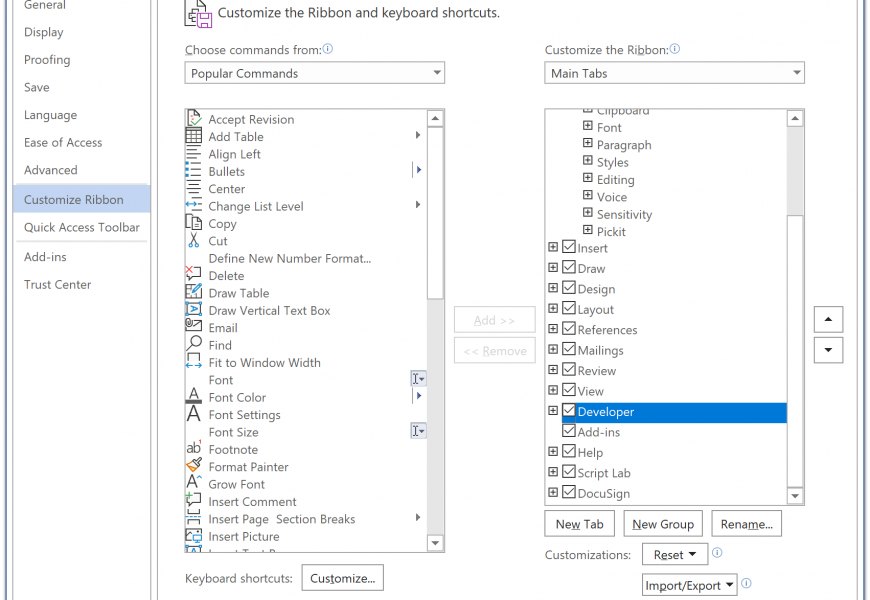 General
Display
Proofing
Save
Language
Ease of Access
Advanced
Customize Ribbon
Quick Access Toolbar
Add-ins
Trust Center
Customize the Ribbon and keyboard shortcuts.
Choose commands from:
Popular Commands
Accept Revision
Add Table
Align Left
Bullets
Center
Change List Level
Copy
Cut
Define New Number Format...
Delete
Draw Table
Draw Vertical Text Box
Email
Find
Fit to Window Width
Font
Font Color
Font Settings
Font Size
Footnote
Format Painter
Grow Font
Insert Comment
Insert Page Section Breaks
Insert Picture
Keyboard shortcuts:
Customize...
Add >>
<< Remove
Customize the Ribbon:
Main Tabs
Clipboard
Font
Paragraph
Styles
Editing
Voice
Sensitivity
Pickit
Insert
Draw
Design
Layout
References
Mailings
Review
View
Developer
Add-ins
Help
Script Lab
DocuSign
New Tab
New Group
Rename...
Customizations:
Reset
Import/Export